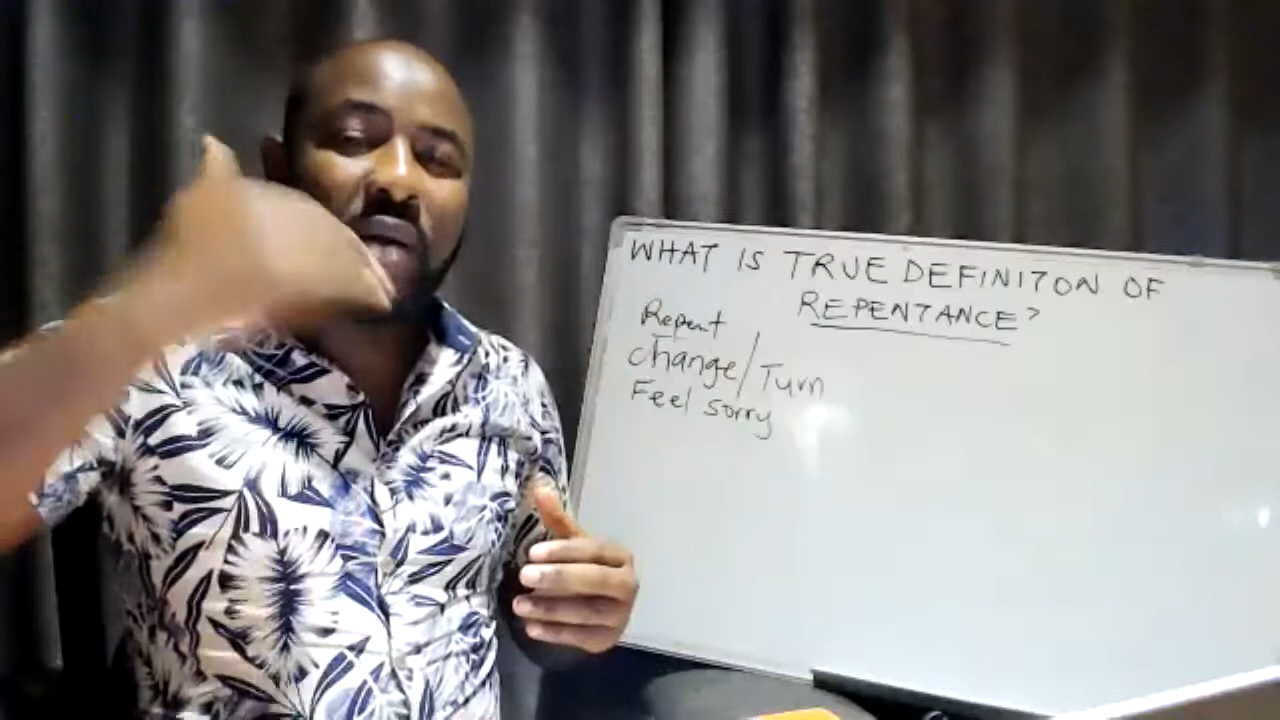 WHAT IS TRUE DEFINITON OF
REPENTANCE?
Repent
change/Turn
Feel sorry